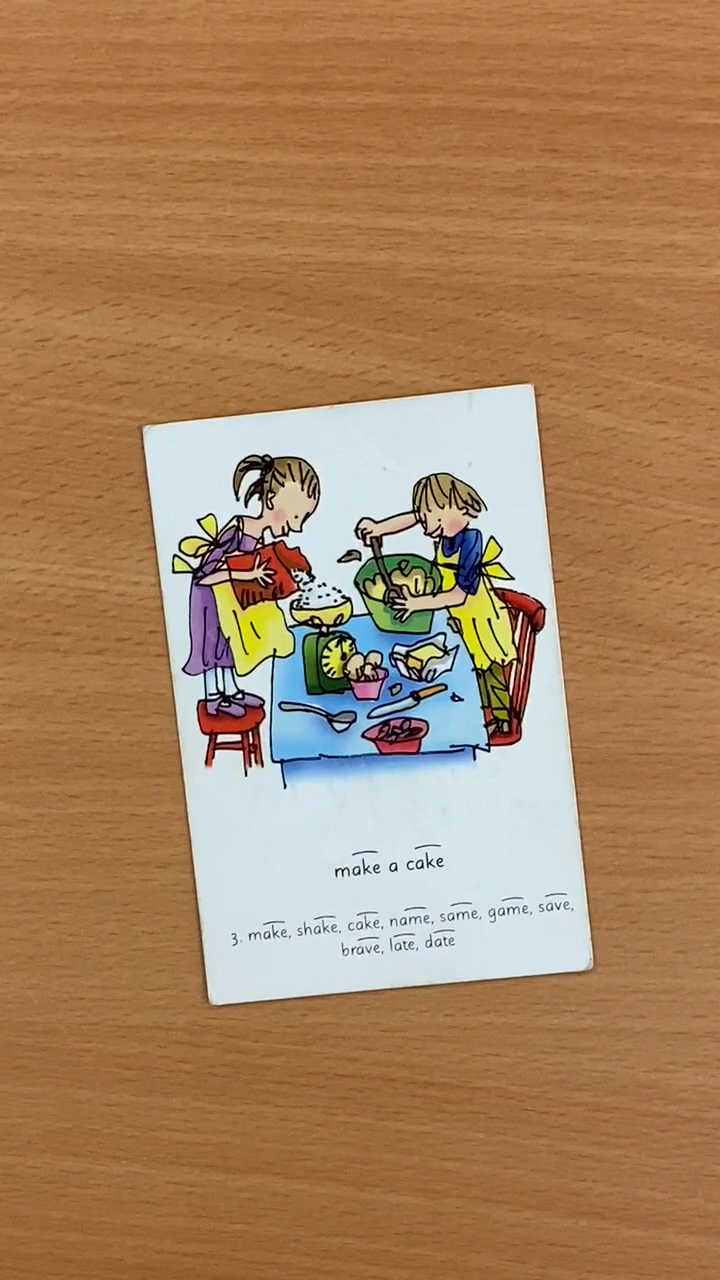 make a cake
3. make, shake, cake, name, same, game, save,
brave, late, date